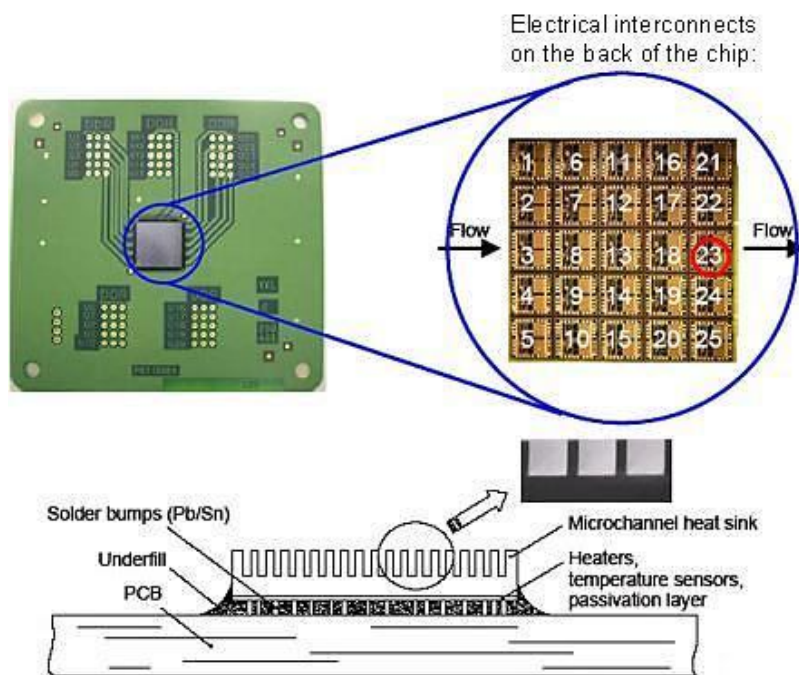 Electrical interconnects
on the back of the chip:
1 6 11 16 21
2 7 12 17 22
Flow
Flow
3 8 13 18 23
4 9 14 19 24
5 10 15 20 25
Solder bumps (Pb/Sn)
Underfill
PCB
Microchannel heat sink
Heaters,
temperature sensors,
passivation layer